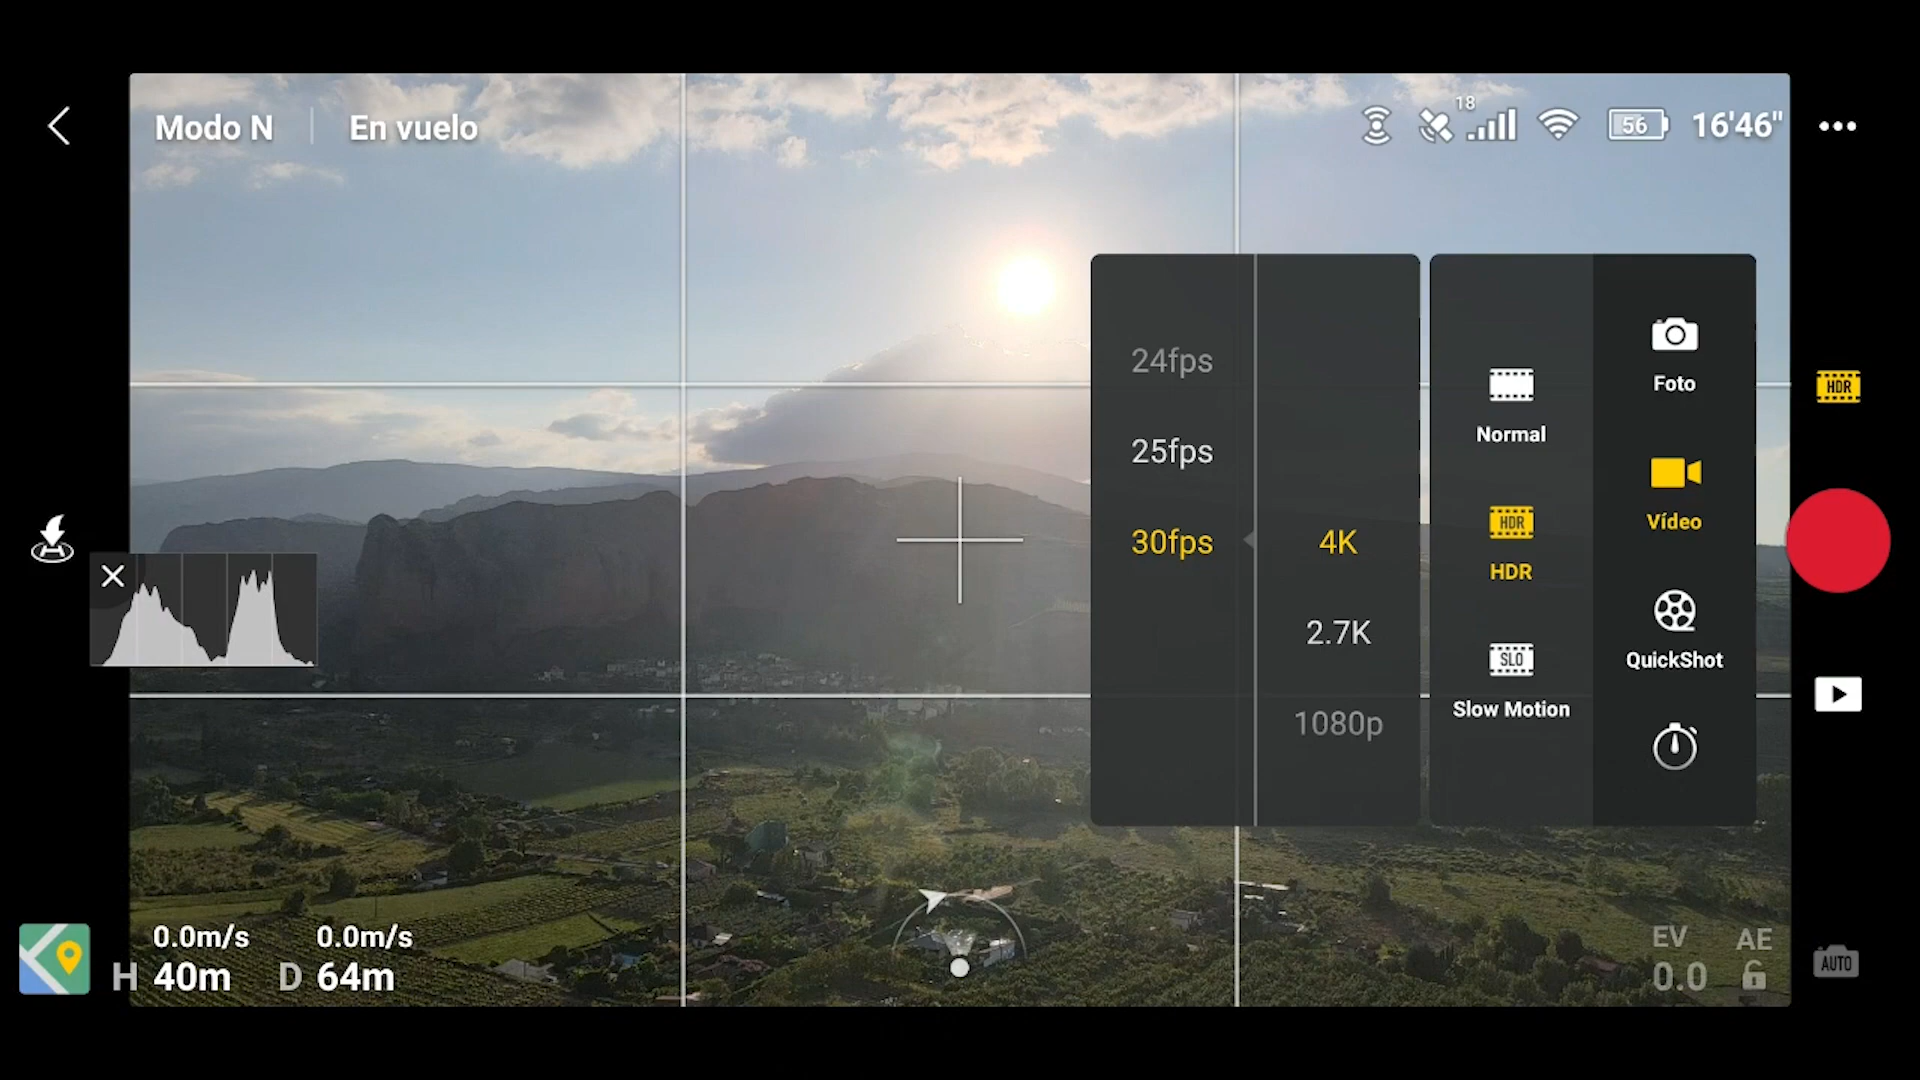 Modo N
En vuelo
18
56
16'46"
24fps
25fps
30fps
4K
2.7K
1080p
Normal
HDR
HDR
SLO
Slow Motion
Foto
Vídeo
QuickShot
HDR
0.0m/s
0.0m/s
H 40m
D 64m
EV
0.0
AE
AUTO